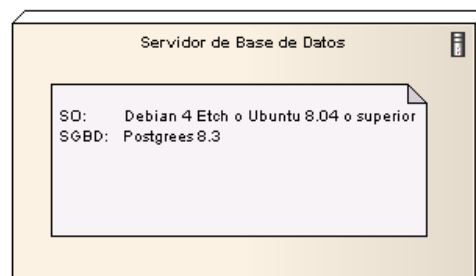 Servidor de Base de Datos
SO: Debian 4 Etch o Ubuntu 8.04 o superior
SGBD: Postgrees 8.3